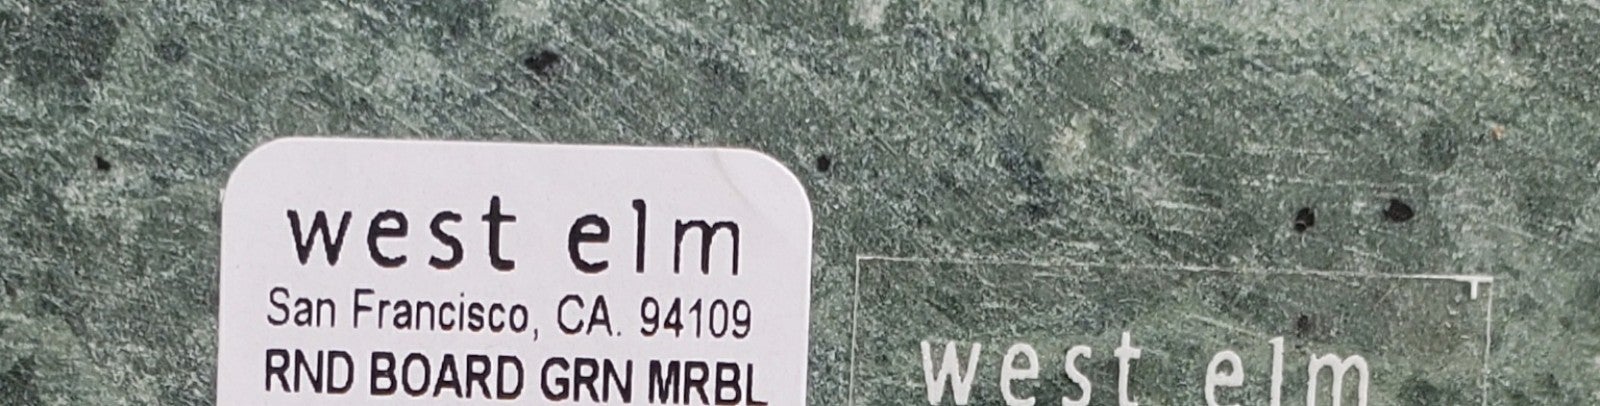 west elm
San Francisco, CA. 94109
RND BOARD GRN MRBL
west elm